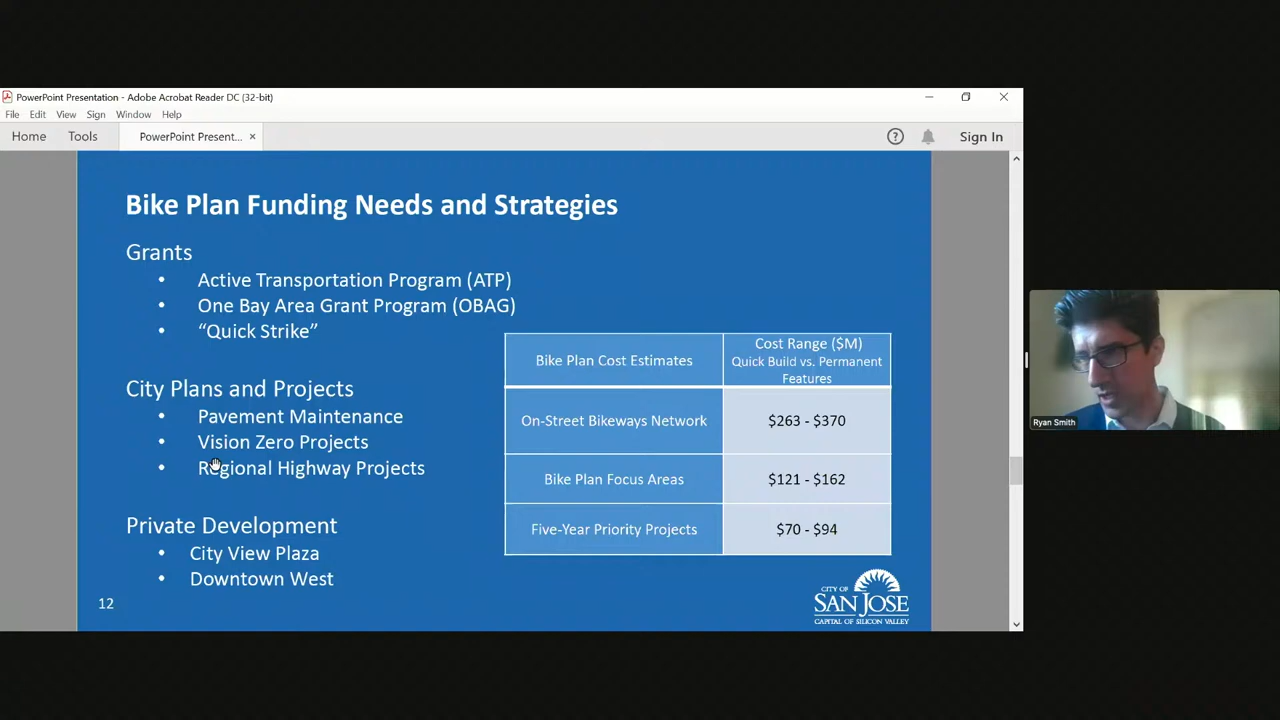 PowerPoint Presentation - Adobe Acrobat Reader DC (32-bit)
File Edit View Sign Window Help
Home Tools PowerPoint Present... × Sign In
Bike Plan Funding Needs and Strategies
Grants
• Active Transportation Program (ATP)
• One Bay Area Grant Program (OBAG)
• “Quick Strike”
City Plans and Projects
• Pavement Maintenance
• Vision Zero Projects
• Regional Highway Projects
Private Development
• City View Plaza
• Downtown West
12
Bike Plan Cost Estimates
Cost Range ($M)
Quick Build vs. Permanent
Features
On-Street Bikeways Network $263 - $370
Bike Plan Focus Areas $121 - $162
Five-Year Priority Projects $70 - $94
CITY OF
SAN JOSE
CAPITAL OF SILICON VALLEY
Ryan Smith